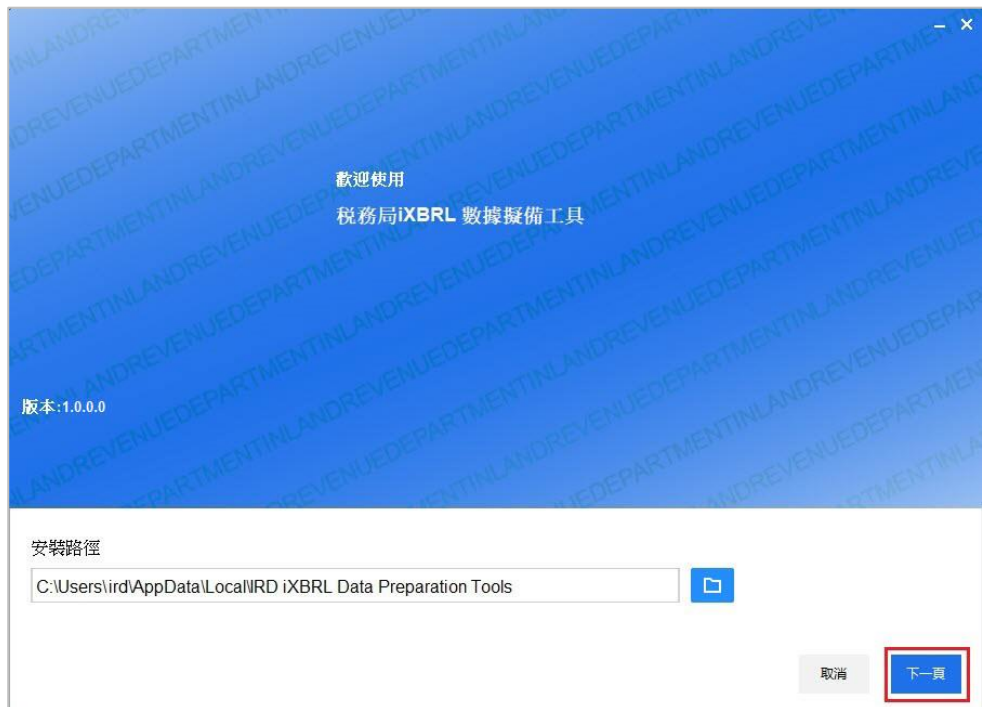 歡迎使用
税務局iXBRL 數據擬備工具
版本:1.0.0.0
安裝路徑
C:\Users\ird\AppData\Local\IRD iXBRL Data Preparation Tools
取消
下一頁